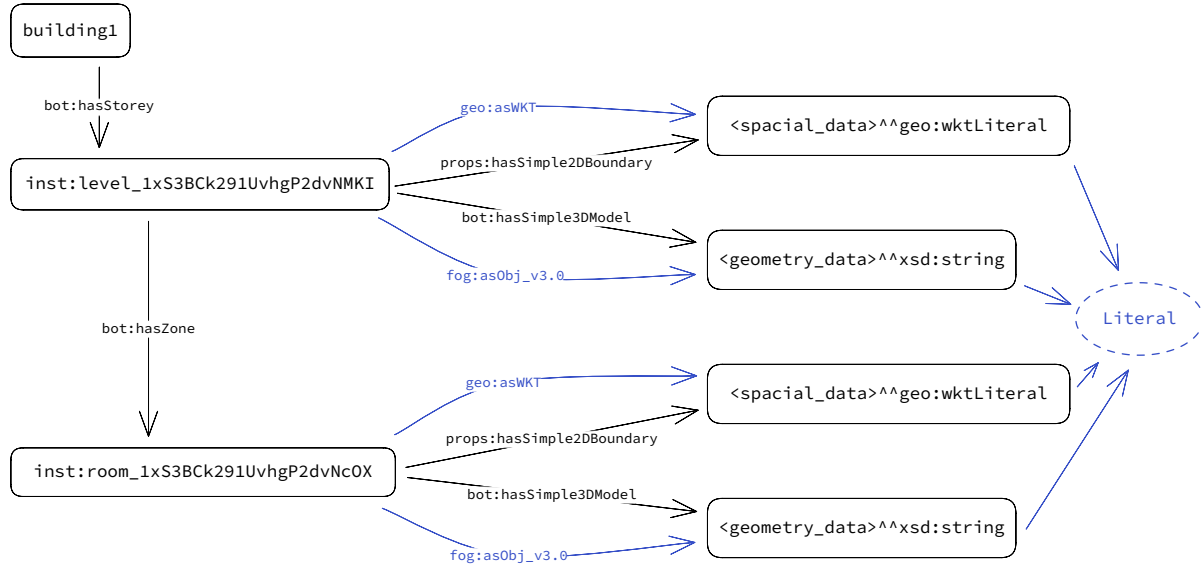 building1
bot:hasStorey
geo:asWKT
<spacial_data>^^geo:wktLiteral
props:hasSimple2DBoundary
inst:level_1xS3BCk291UvhgP2dvNMKI
bot:hasSimple3DModel
<geometry_data>^^xsd:string
fog:asObj_v3.0
Literal
bot:hasZone
geo:asWKT
<spacial_data>^^geo:wktLiteral
props:hasSimple2DBoundary
inst:room_1xS3BCk291UvhgP2dvNcOX
bot:hasSimple3DModel
<geometry_data>^^xsd:string
fog:asObj_v3.0